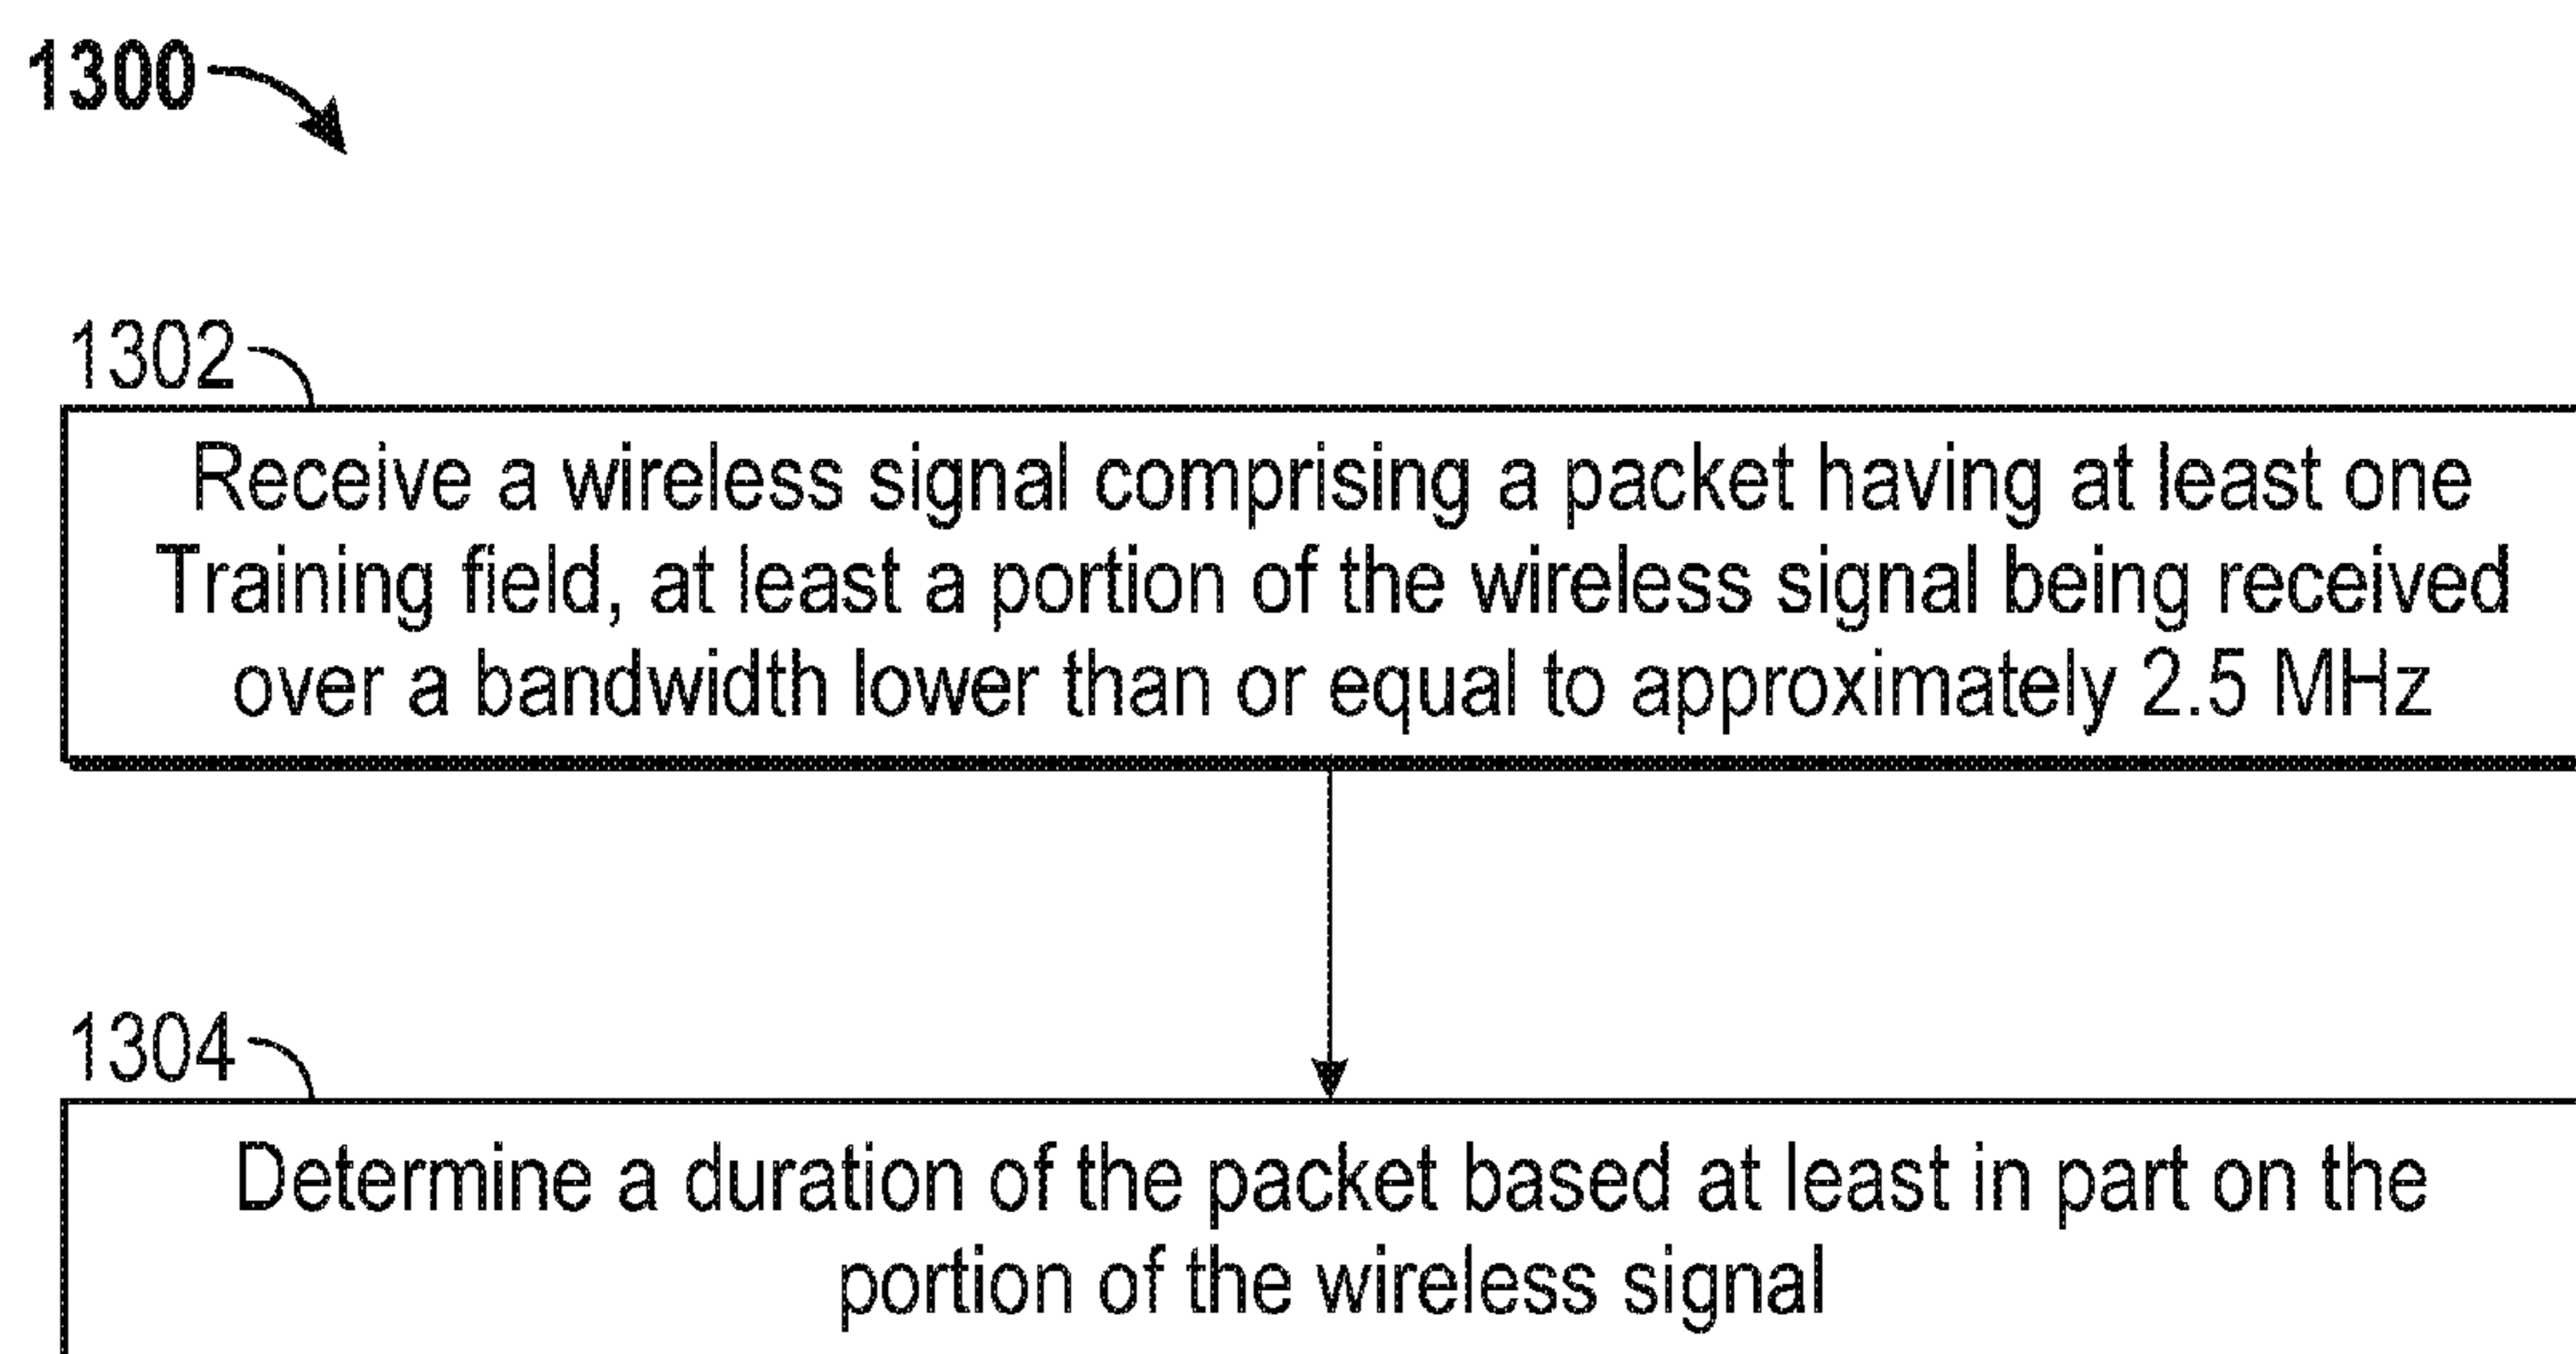 1300
1302
Receive a wireless signal comprising a packet having at least one
Training field, at least a portion of the wireless signal being received
over a bandwidth lower than or equal to approximately 2.5 MHz
1304
Determine a duration of the packet based at least in part on the
portion of the wireless signal